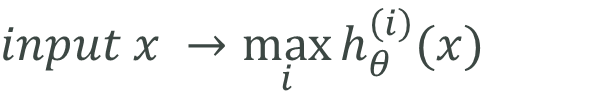 input x → max_i h_θ^{(i)}(x)